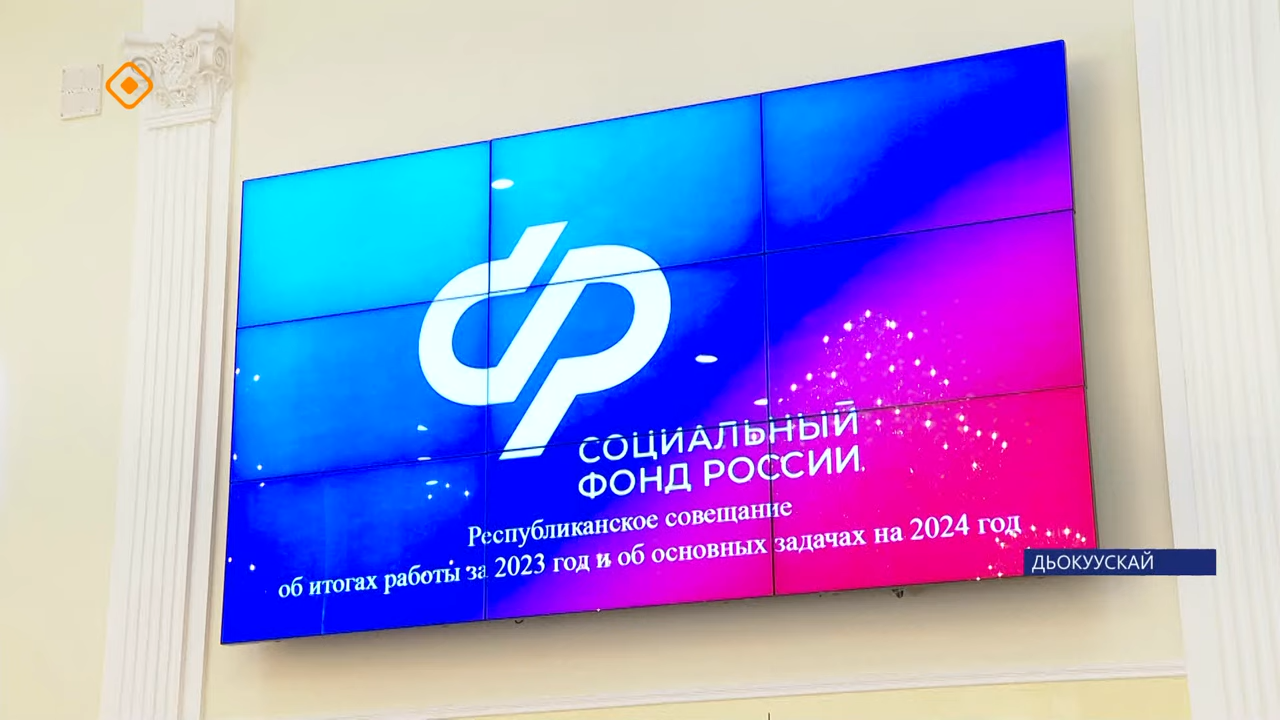 СОЦИАЛЬНЫЙ
ФОНД РОССИИ
Республиканское совещание
об итогах работы за 2023 год и об основных задачах на 2024 год
ДЬОКУУСКАЙ